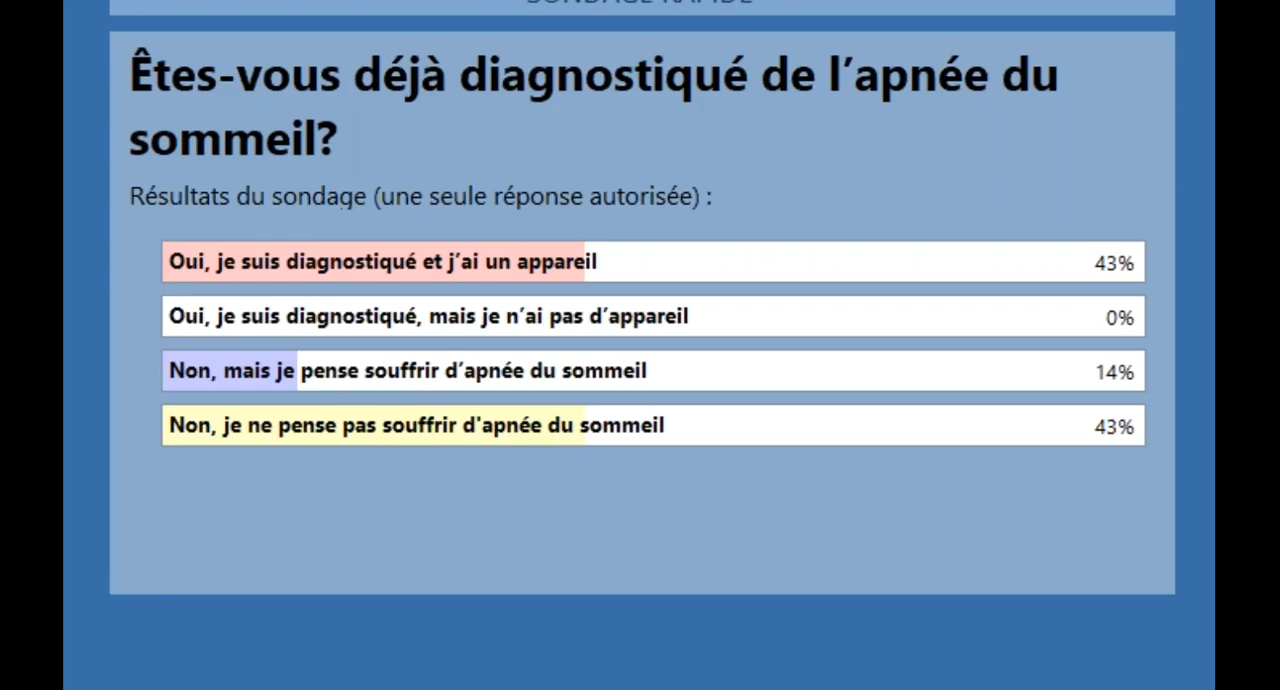 SONDAGE RAPIDE
Êtes-vous déjà diagnostiqué de l’apnée du
sommeil?
Résultats du sondage (une seule réponse autorisée) :
Oui, je suis diagnostiqué et j’ai un appareil 43%
Oui, je suis diagnostiqué, mais je n’ai pas d’appareil 0%
Non, mais je pense souffrir d’apnée du sommeil 14%
Non, je ne pense pas souffrir d'apnée du sommeil 43%